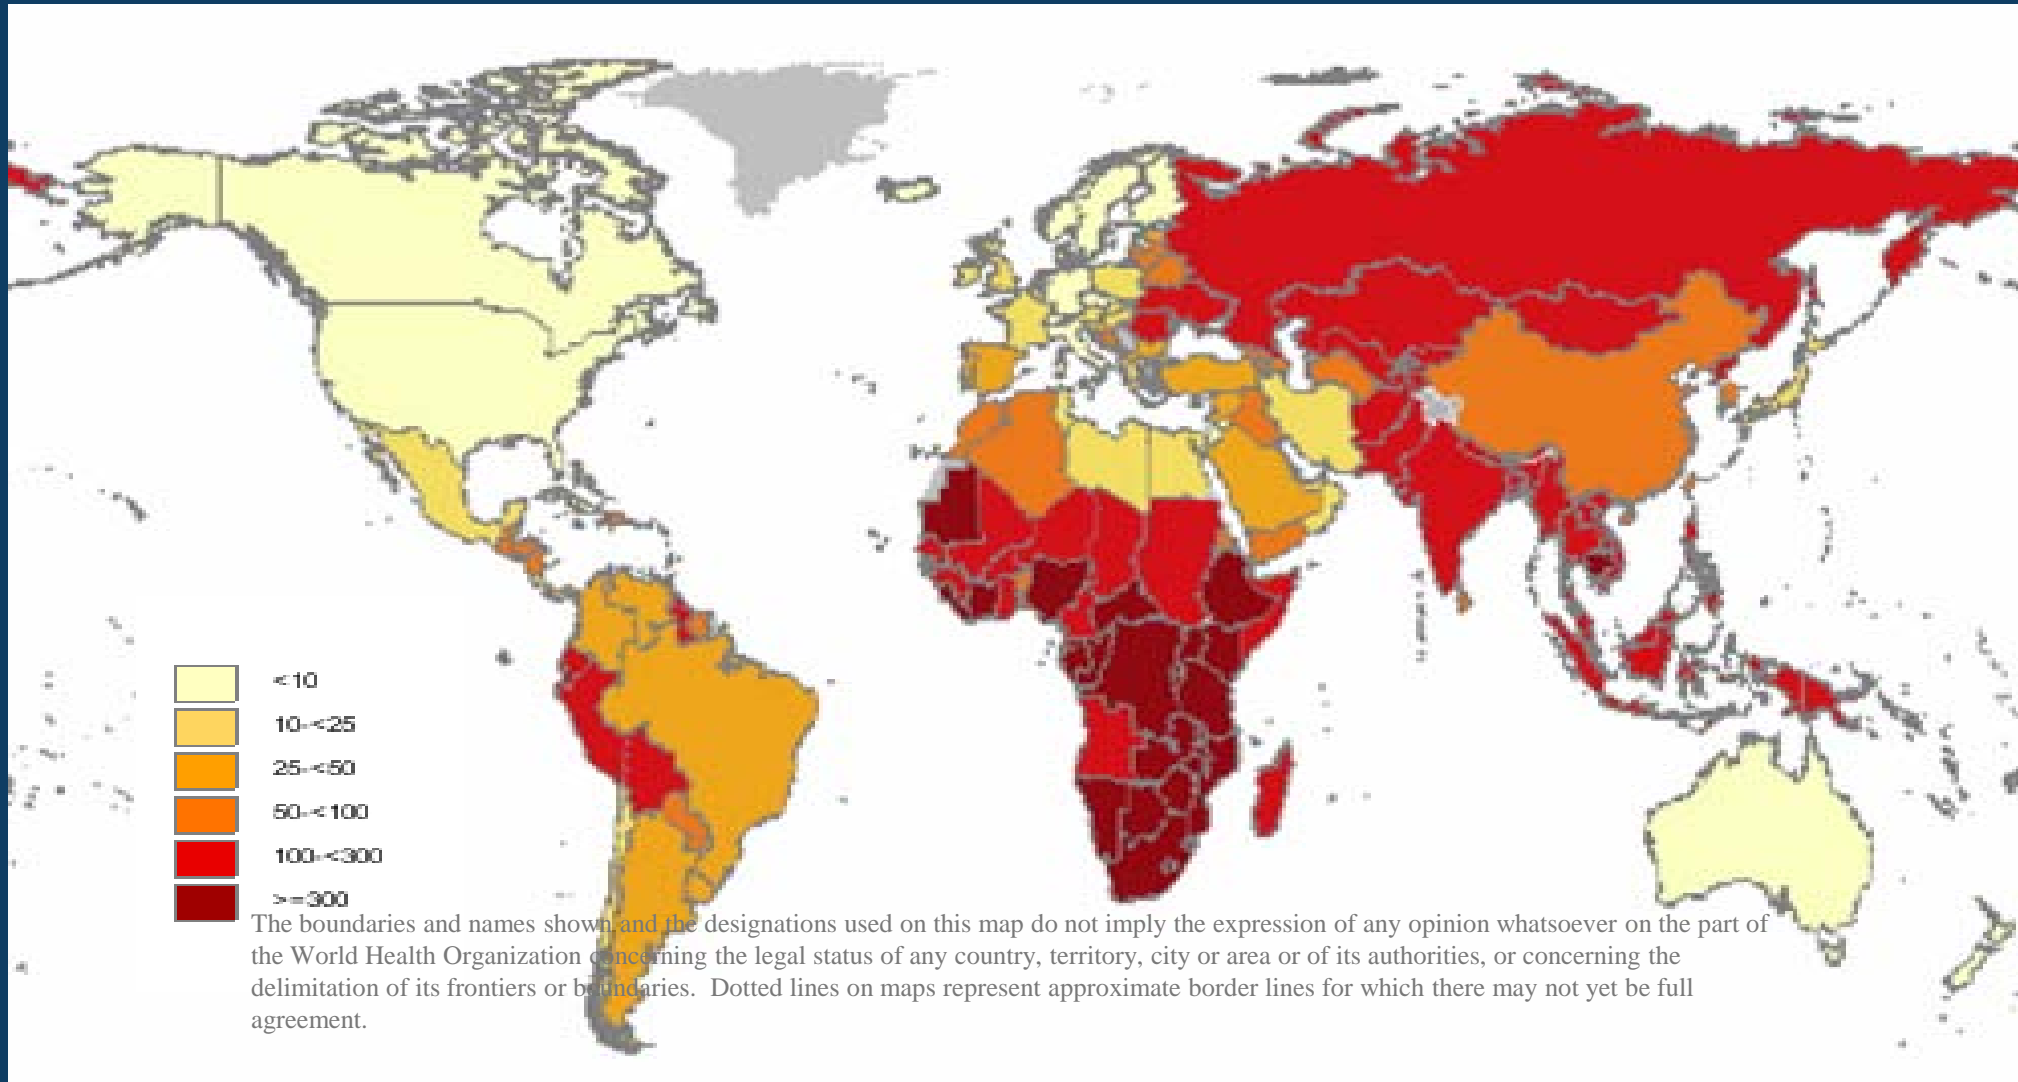 <10
10-<25
25-<50
50-<100
100-<300
>=300
The boundaries and names shown and the designations used on this map do not imply the expression of any opinion whatsoever on the part of
the World Health Organization concerning the legal status of any country, territory, city or area or of its authorities, or concerning the
delimitation of its frontiers or boundaries. Dotted lines on maps represent approximate border lines for which there may not yet be full
agreement.